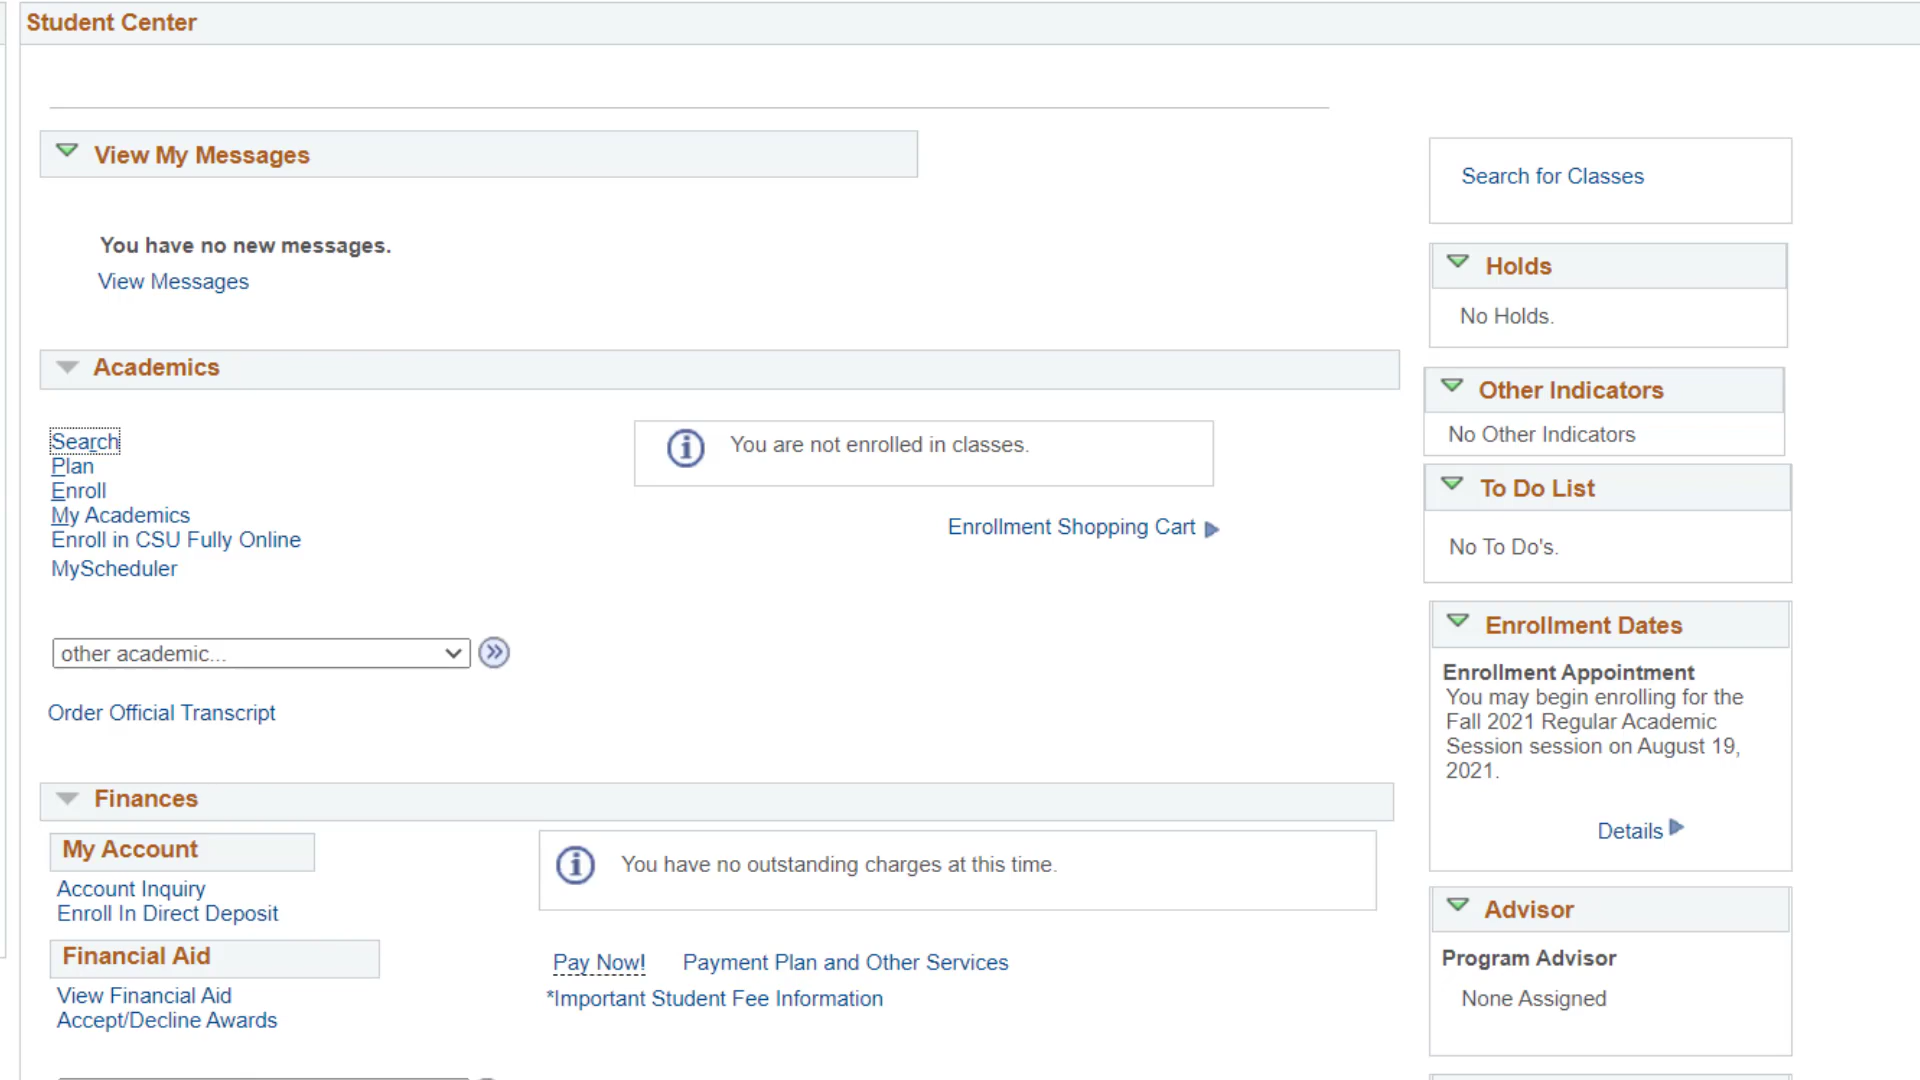 Student Center
View My Messages
You have no new messages.
View Messages
Academics
Search
Plan
Enroll
My Academics
Enroll in CSU Fully Online
MyScheduler
You are not enrolled in classes.
Enrollment Shopping Cart
other academic...
Order Official Transcript
Finances
My Account
Account Inquiry
Enroll In Direct Deposit
Financial Aid
View Financial Aid
Accept/Decline Awards
You have no outstanding charges at this time.
Pay Now! Payment Plan and Other Services
*Important Student Fee Information
Search for Classes
Holds
No Holds.
Other Indicators
No Other Indicators
To Do List
No To Do's.
Enrollment Dates
Enrollment Appointment
You may begin enrolling for the
Fall 2021 Regular Academic
Session session on August 19,
2021.
Details
Advisor
Program Advisor
None Assigned